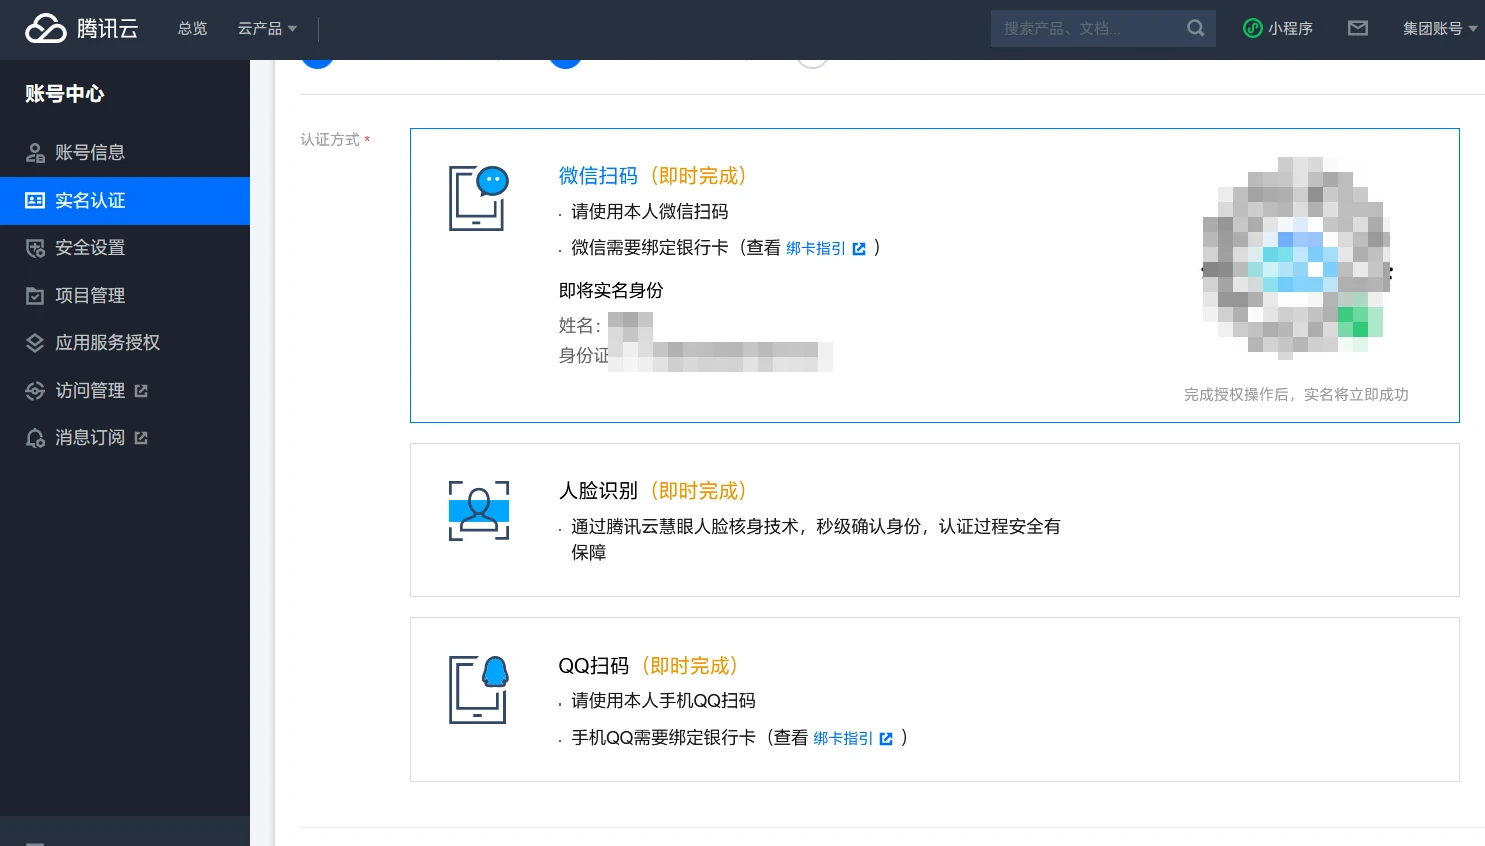 腾讯云
总览
云产品
搜索产品、文档...
小程序
集团账号
账号中心
账号信息
实名认证
安全设置
项目管理
应用服务授权
访问管理
消息订阅
认证方式 *
微信扫码（即时完成）
· 请使用本人微信扫码
· 微信需要绑定银行卡（查看 绑卡指引 ）
即将实名身份
姓名：
身份证
完成授权操作后，实名将立即成功
人脸识别（即时完成）
· 通过腾讯云慧眼人脸核身技术，秒级确认身份，认证过程安全有
保障
QQ扫码（即时完成）
· 请使用本人手机QQ扫码
· 手机QQ需要绑定银行卡（查看 绑卡指引 ）